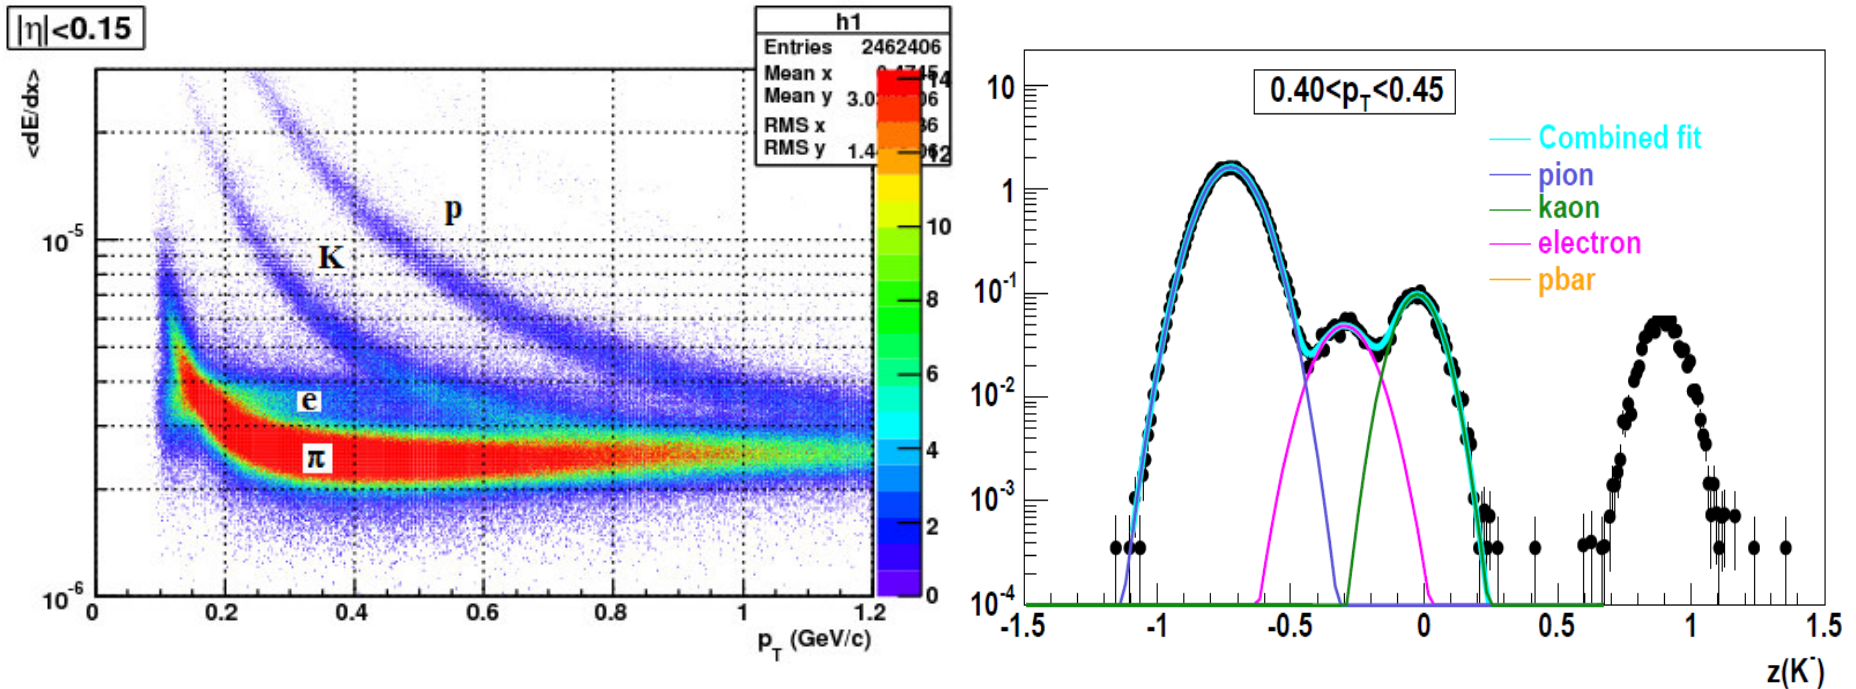 |η|<0.15
h1
Entries 2462406
Mean x
Mean y
RMS x
RMS y
<dE/dx>
10⁻⁵
10⁻⁶
p
K
e
π
14
12
10
8
6
4
2
0
0 0.2 0.4 0.6 0.8 1 1.2
p_T (GeV/c)
0.40<p_T<0.45
Combined fit
pion
kaon
electron
pbar
10
1
10⁻¹
10⁻²
10⁻³
10⁻⁴
-1.5 -1 -0.5 0 0.5 1 1.5
z(K⁻)